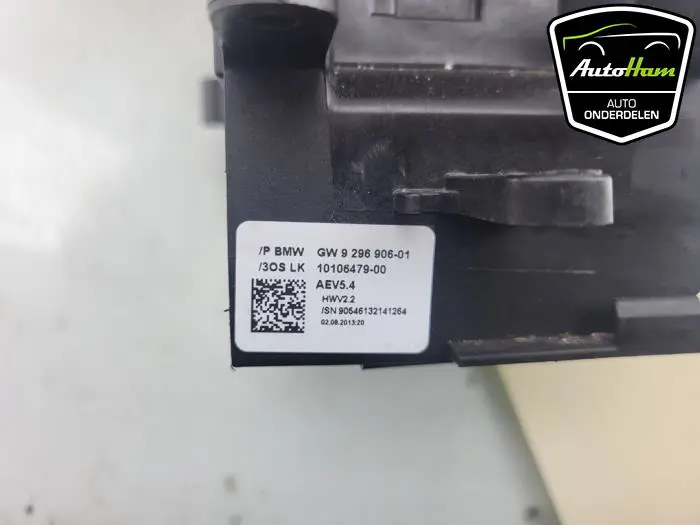 AutoHam
AUTO
ONDERDELEN
/P BMW GW 9 296 906-01
/3OS LK 10106479-00
AEV5.4
HWV2.2
/SN 90546132141264
02.08.2013:20